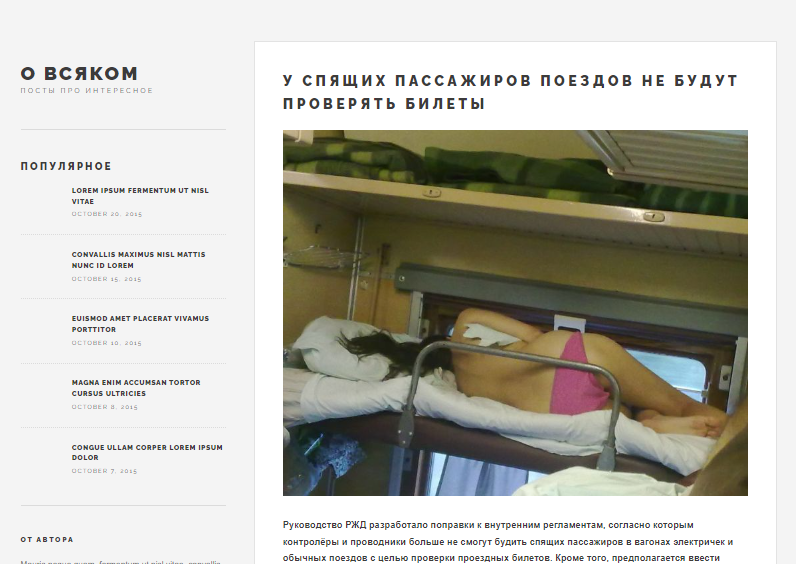 О ВСЯКОМ
ПОСТЫ ПРО ИНТЕРЕСНОЕ
ПОПУЛЯРНОЕ
LOREM IPSUM FERMENTUM UT NISL
VITAE
OCTOBER 20, 2015
CONVALLIS MAXIMUS NISL MATTIS
NUNC ID LOREM
OCTOBER 15, 2015
EUISMOD AMET PLACERAT VIVAMUS
PORTTITOR
OCTOBER 10, 2015
MAGNA ENIM ACCUMSAN TORTOR
CURSUS ULTRICIES
OCTOBER 8, 2015
CONGUE ULLAM CORPER LOREM IPSUM
DOLOR
OCTOBER 7, 2015
ОТ АВТОРА
У СПЯЩИХ ПАССАЖИРОВ ПОЕЗДОВ НЕ БУДУТ
ПРОВЕРЯТЬ БИЛЕТЫ
Руководство РЖД разработало поправки к внутренним регламентам, согласно которым
контролёры и проводники больше не смогут будить спящих пассажиров в вагонах электричек и
обычных поездов с целью проверки проездных билетов. Кроме того, предполагается ввести